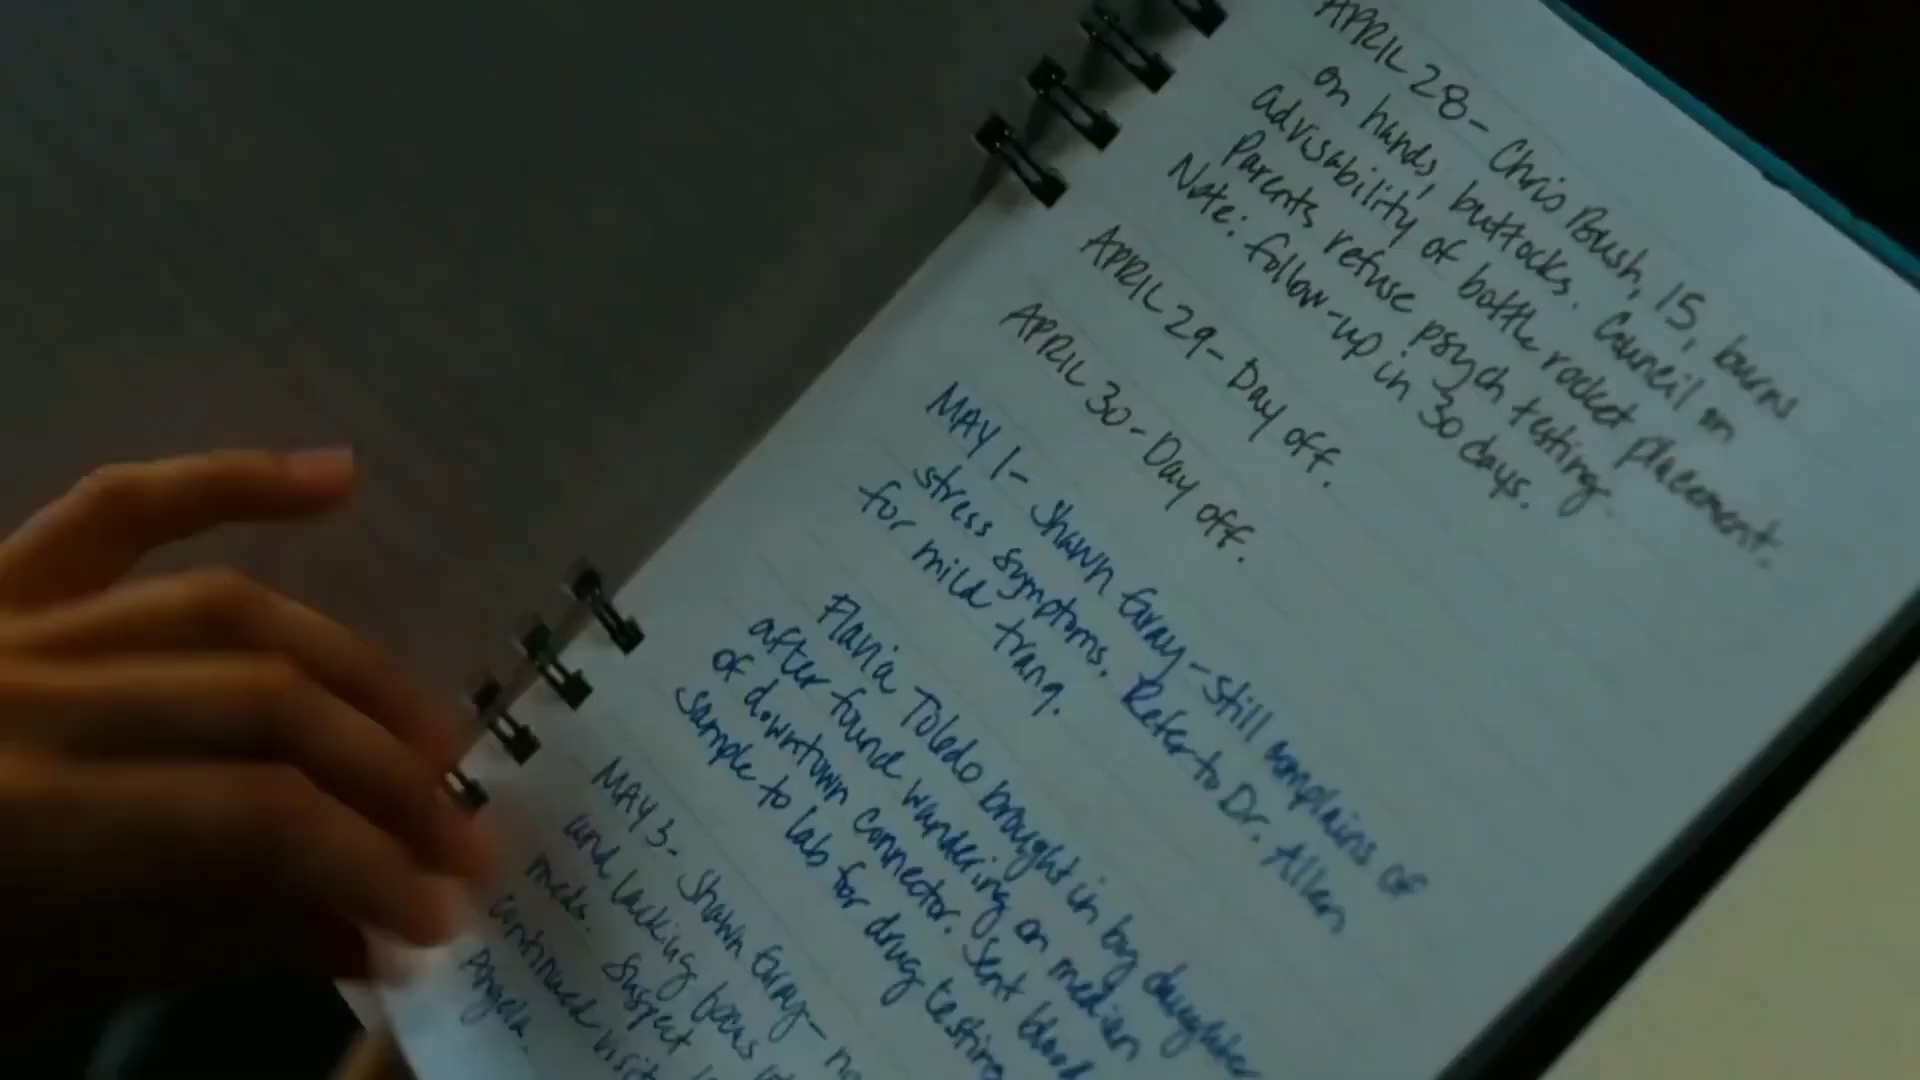 APRIL 28- Chris Boush, 15, burns
on hands, buttocks. Council on
advisability of bottle rocket placement.
Parents refuse psych testing.
Note: follow-up in 30 days.
APRIL 29- Day off.
APRIL 30- Day off.
MAY 1- Shawn Gray- still complains of
stress symptoms. Refer to Dr. Allen
for mild tranq.
Flavia Toledo brought in by daughter
after found wandering on median
of downtown connector. Sent blood
sample to lab for drug testing
MAY 3- Shawn Gray-
and lacking focus
meds. Suspect
continued
Angela.